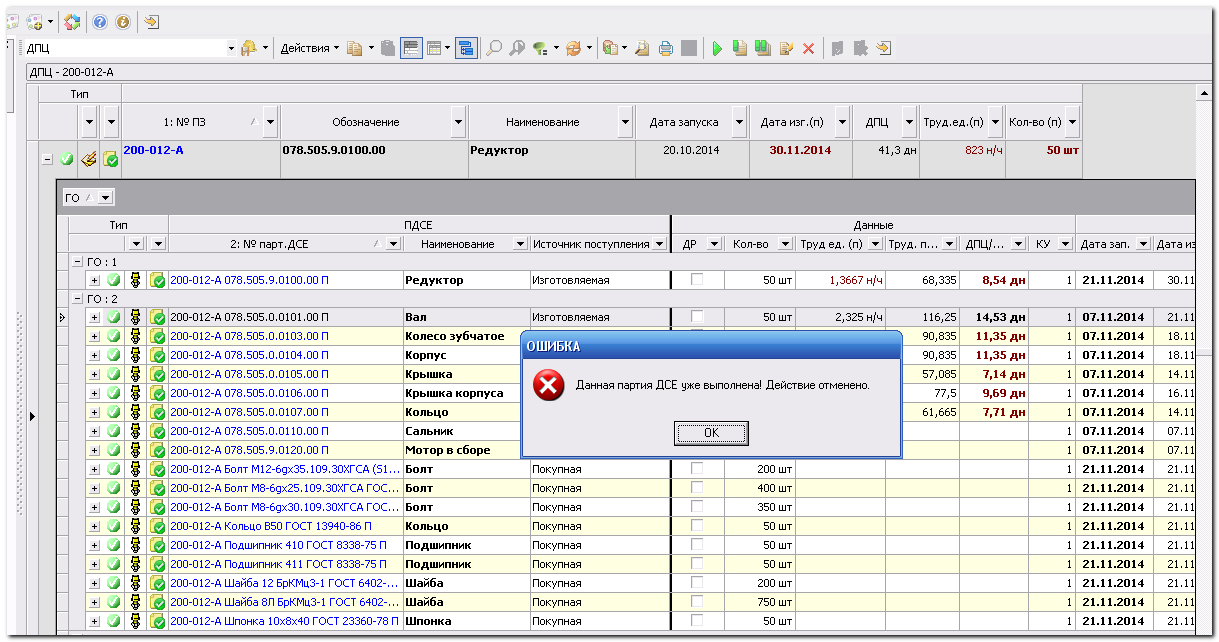 ДПЦ Действия
ДПЦ - 200-012-А
Тип
1: № ПЗ Обозначение Наименование Дата запуска Дата изг.(п) ДПЦ Труд.ед.(п) Кол-во (п)
200-012-А 078.505.9.0100.00 Редуктор 20.10.2014 30.11.2014 41,3 дн 823 н/ч 50 шт
ГО
Тип ПДСЕ Данные
2: № парт.ДСЕ Наименование Источник поступления ДР Кол-во Труд ед. (п) Труд. п... ДПЦ/... КУ Дата зап. Дата из
ГО : 1
200-012-А 078.505.9.0100.00 П Редуктор Изготовляемая 50 шт 1,3667 н/ч 68,335 8,54 дн 1 21.11.2014 30.11
ГО : 2
200-012-А 078.505.0.0101.00 П Вал Изготовляемая 50 шт 2,325 н/ч 116,25 14,53 дн 1 07.11.2014 21.11
200-012-А 078.505.0.0103.00 П Колесо зубчатое 90,835 11,35 дн 1 07.11.2014 18.11
200-012-А 078.505.0.0104.00 П Корпус 90,835 11,35 дн 1 07.11.2014 18.11
200-012-А 078.505.0.0105.00 П Крышка 57,085 7,14 дн 1 07.11.2014 14.11
200-012-А 078.505.0.0106.00 П Крышка корпуса 77,5 9,69 дн 1 07.11.2014 16.11
200-012-А 078.505.0.0107.00 П Кольцо 61,665 7,71 дн 1 07.11.2014 14.11
200-012-А 078.505.0.0110.00 П Сальник 1 07.11.2014 07.11
200-012-А 078.505.9.0120.00 П Мотор в сборе 1 07.11.2014 07.11
ОШИБКА
Данная партия ДСЕ уже выполнена! Действие отменено.
OK
200-012-А Болт М12-6gх35.109.30ХГСА (S1... Болт Покупная 200 шт 1 21.11.2014 21.11
200-012-А Болт М8-6gх25.109.30ХГСА ГОС... Болт Покупная 400 шт 1 21.11.2014 21.11
200-012-А Болт М8-6gх30.109.30ХГСА ГОС... Болт Покупная 350 шт 1 21.11.2014 21.11
200-012-А Кольцо В50 ГОСТ 13940-86 П Кольцо Покупная 50 шт 1 21.11.2014 21.11
200-012-А Подшипник 410 ГОСТ 8338-75 П Подшипник Покупная 50 шт 1 21.11.2014 21.11
200-012-А Подшипник 411 ГОСТ 8338-75 П Подшипник Покупная 50 шт 1 21.11.2014 21.11
200-012-А Шайба 12 БрКМц3-1 ГОСТ 6402-... Шайба Покупная 200 шт 1 21.11.2014 21.11
200-012-А Шайба 8Л БрКМц3-1 ГОСТ 6402-... Шайба Покупная 750 шт 1 21.11.2014 21.11
200-012-А Шпонка 10х8х40 ГОСТ 23360-78 П Шпонка Покупная 50 шт 1 21.11.2014 21.11